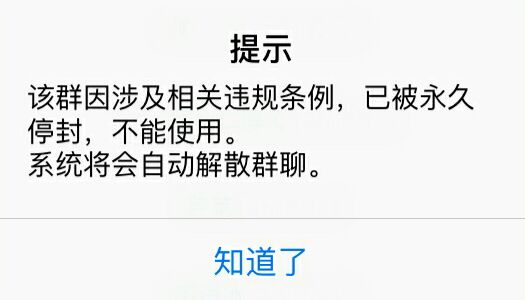 提示
该群因涉及相关违规条例，已被永久
停封，不能使用。
系统将会自动解散群聊。
知道了